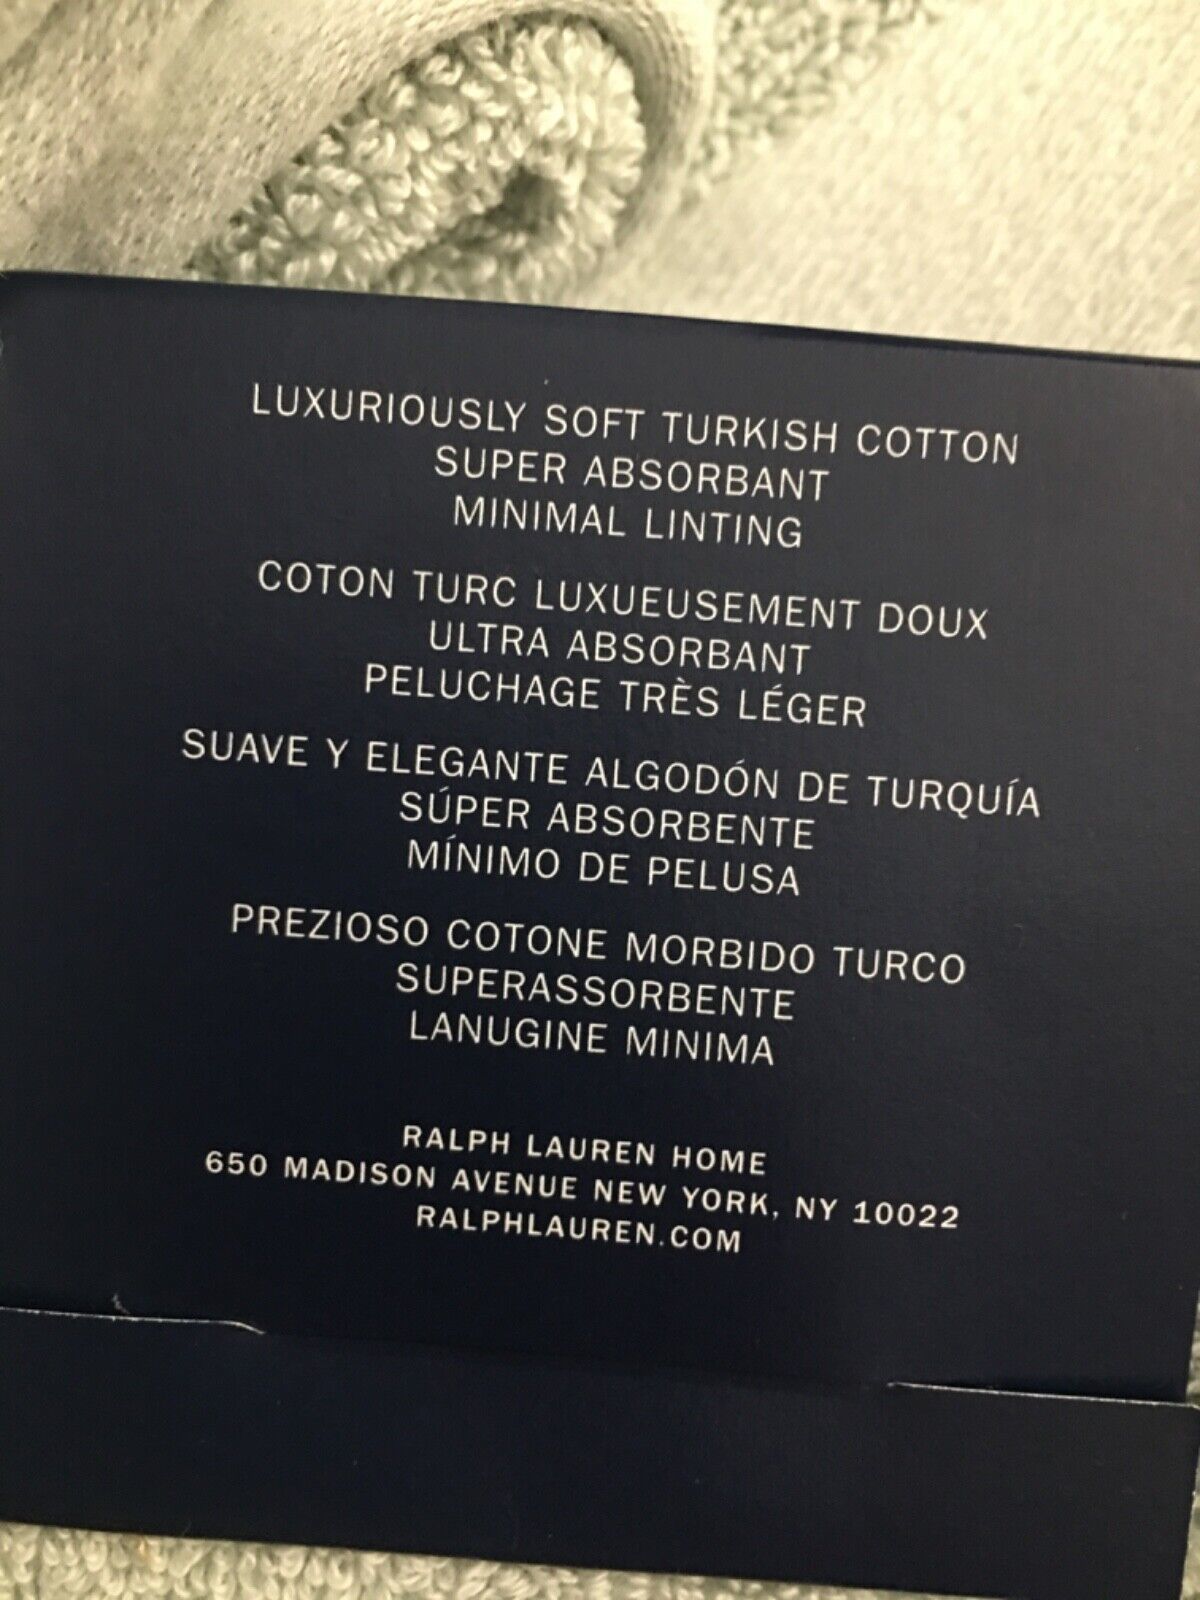 LUXURIOUSLY SOFT TURKISH COTTON
SUPER ABSORBANT
MINIMAL LINTING
COTON TURC LUXUEUSEMENT DOUX
ULTRA ABSORBANT
PELUCHAGE TRÈS LÉGER
SUAVE Y ELEGANTE ALGODÓN DE TURQUÍA
SÚPER ABSORBENTE
MÍNIMO DE PELUSA
PREZIOSO COTONE MORBIDO TURCO
SUPERASSORBENTE
LANUGINE MINIMA
RALPH LAUREN HOME
650 MADISON AVENUE NEW YORK, NY 10022
RALPHLAUREN.COM